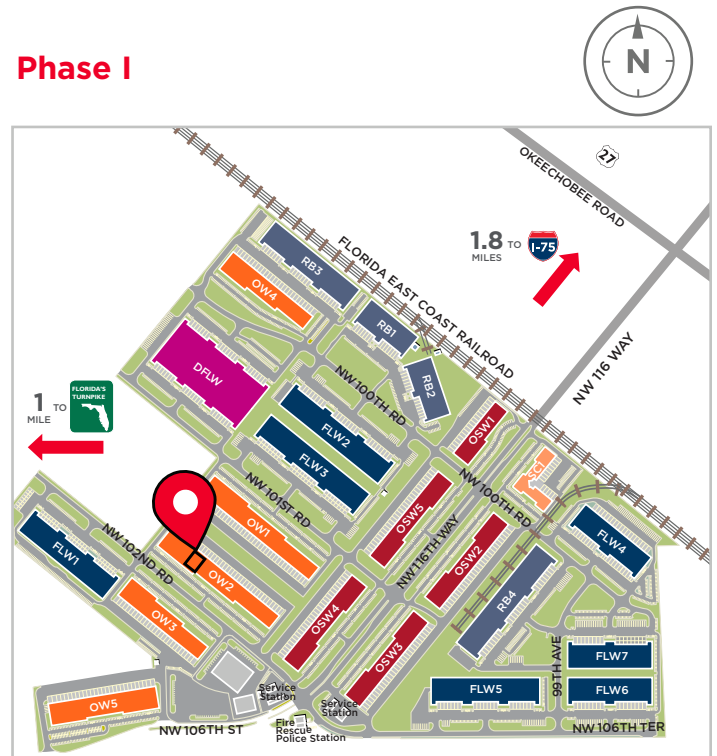 Phase I
N
27
OKEECHOBEE ROAD
1.8 TO I-75
MILES
FLORIDA EAST COAST RAILROAD
NW 116 WAY
RB3
OW4
RB1
RB2
DFLW
NW 100TH RD
FLORIDA'S
TURNPIKE
1 TO
MILE
FLW2
FLW3
OSW1
SC1
NW 100TH RD
NW 101ST RD
OSW5
NW 116TH WAY
OW1
OSW2
FLW4
FLW1
NW 102ND RD
OW2
OW3
OSW4
RB4
OSW3
99TH AVE
FLW7
FLW5
FLW6
OW5
Service
Station
Service
Station
NW 106TH ST
Fire
Rescue
Police Station
NW 106TH TER